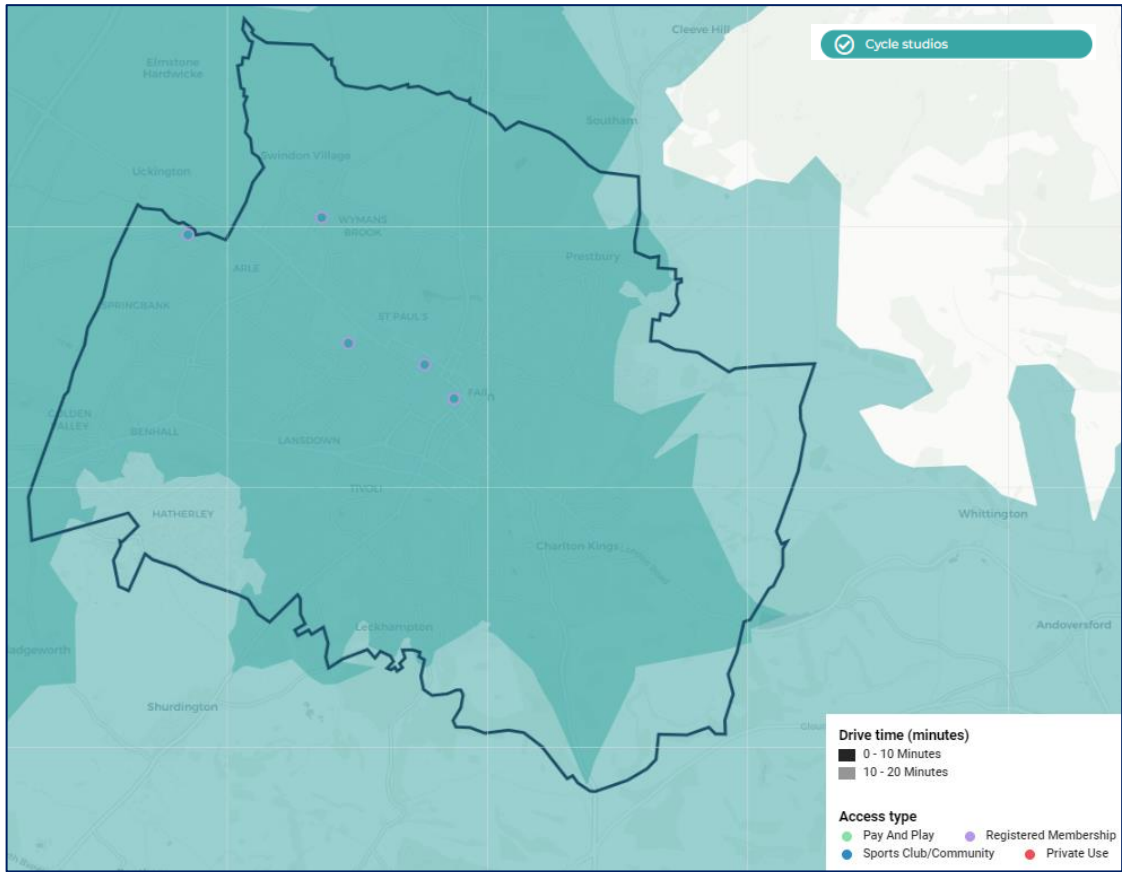 Cleeve Hill
Cycle studios
Elmstone
Hardwicke
Southam
Swindon Village
Uckington
WYMANS
BROOK
Prestbury
ARLE
SPRINGBANK
ST PAUL'S
GOLDEN
VALLEY
BENHALL
LANSDOWN
TIVOLI
HATHERLEY
Whittington
Charlton Kings
Leckhampton
Andoversford
adgeworth
Shurdington
Drive time (minutes)
0 - 10 Minutes
10 - 20 Minutes
Access type
Pay And Play
Registered Membership
Sports Club/Community
Private Use